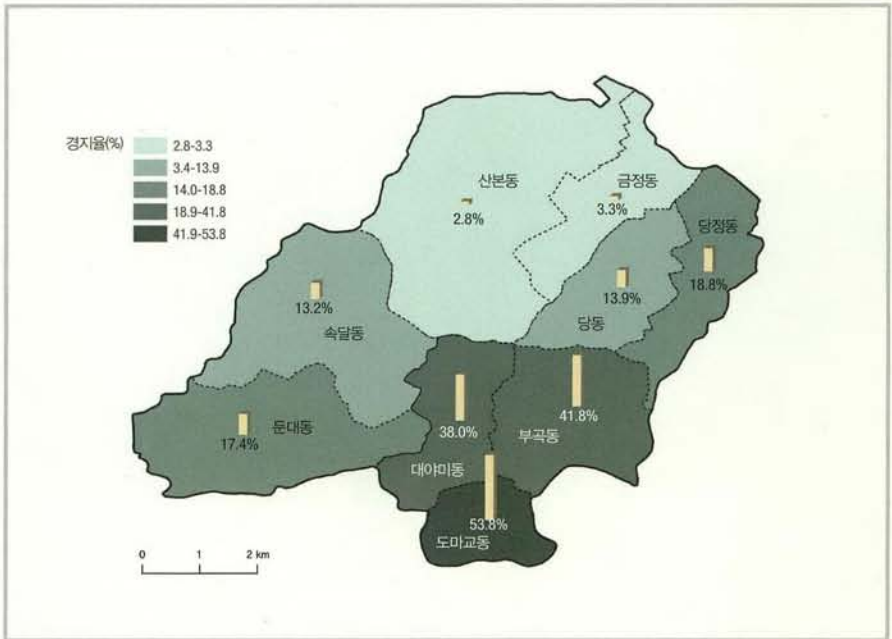 경지율(%)
2.8-3.3
3.4-13.9
14.0-18.8
18.9-41.8
41.9-53.8
산본동
2.8%
금정동
3.3%
당정동
18.8%
13.9%
당동
13.2%
속달동
둔대동
17.4%
38.0%
대야미동
41.8%
부곡동
53.8%
도마교동
0 1 2 km